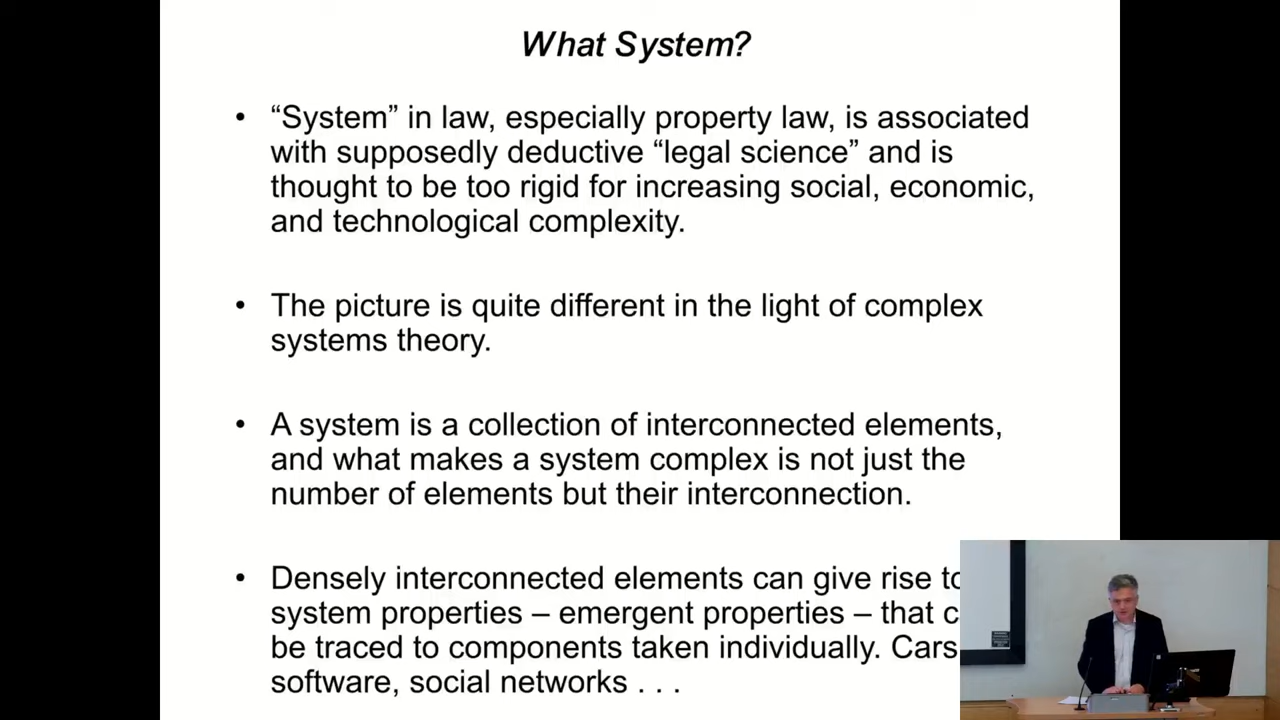 What System?
• “System” in law, especially property law, is associated
with supposedly deductive “legal science” and is
thought to be too rigid for increasing social, economic,
and technological complexity.
• The picture is quite different in the light of complex
systems theory.
• A system is a collection of interconnected elements,
and what makes a system complex is not just the
number of elements but their interconnection.
• Densely interconnected elements can give rise to
system properties – emergent properties – that
be traced to components taken individually. Cars
software, social networks . . .